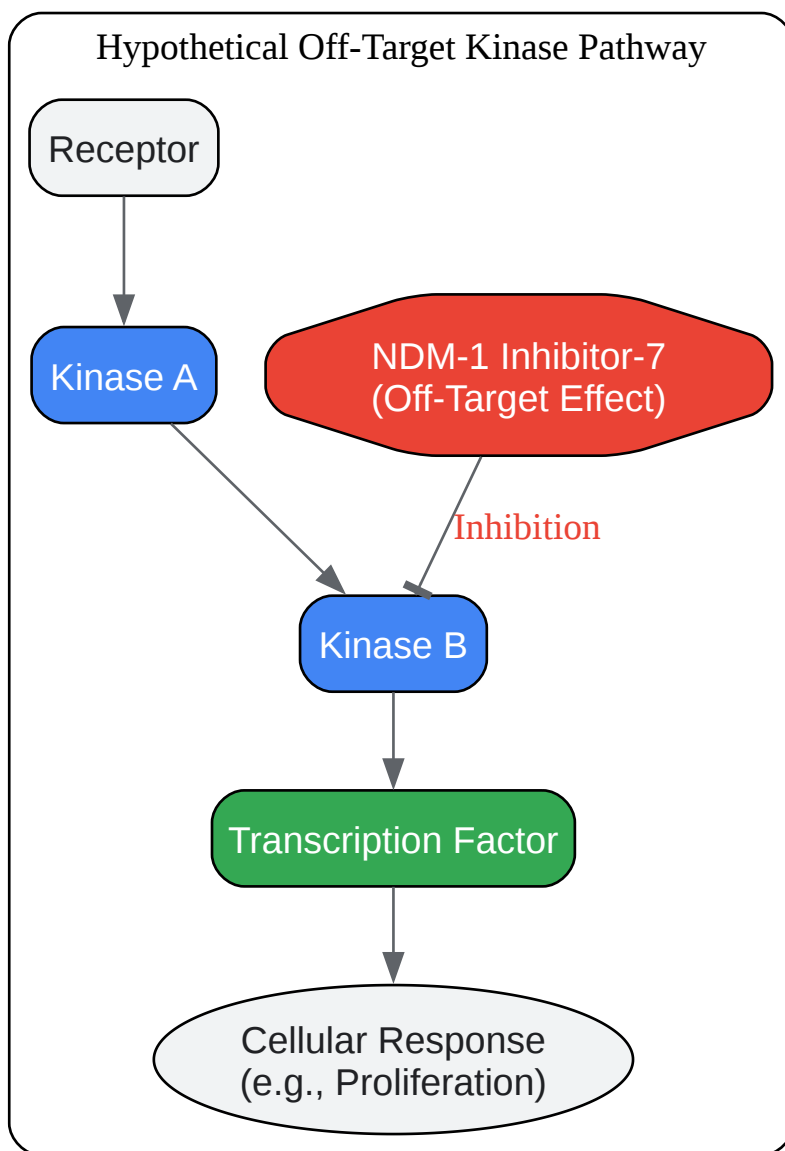 Hypothetical Off-Target Kinase Pathway
Receptor
Kinase A
NDM-1 Inhibitor-7
(Off-Target Effect)
Inhibition
Kinase B
Transcription Factor
Cellular Response
(e.g., Proliferation)